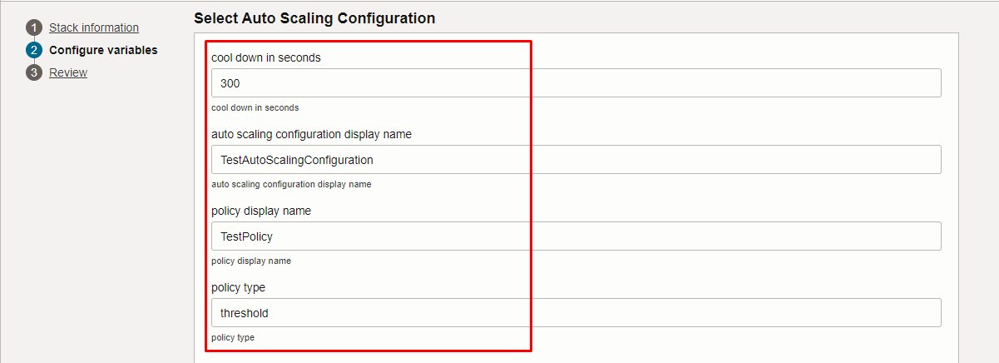 1 Stack information
2 Configure variables
3 Review
Select Auto Scaling Configuration
cool down in seconds
300
cool down in seconds
auto scaling configuration display name
TestAutoScalingConfiguration
auto scaling configuration display name
policy display name
TestPolicy
policy display name
policy type
threshold
policy type